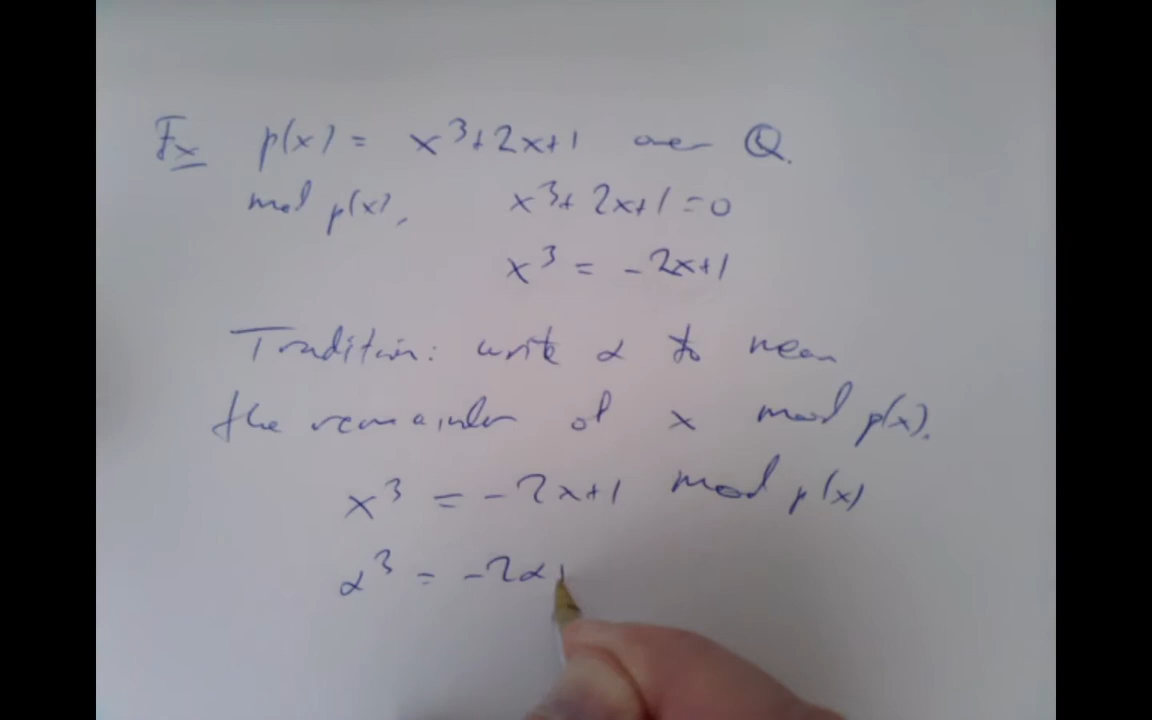 Ex p(x) = x³+2x+1 over ℚ.
mod p(x), x³+2x+1=0
x³ = -2x+1
Tradition: write α to mean
the remainder of x mod p(x).
x³ = -2x+1 mod p(x)
α³ = -2α